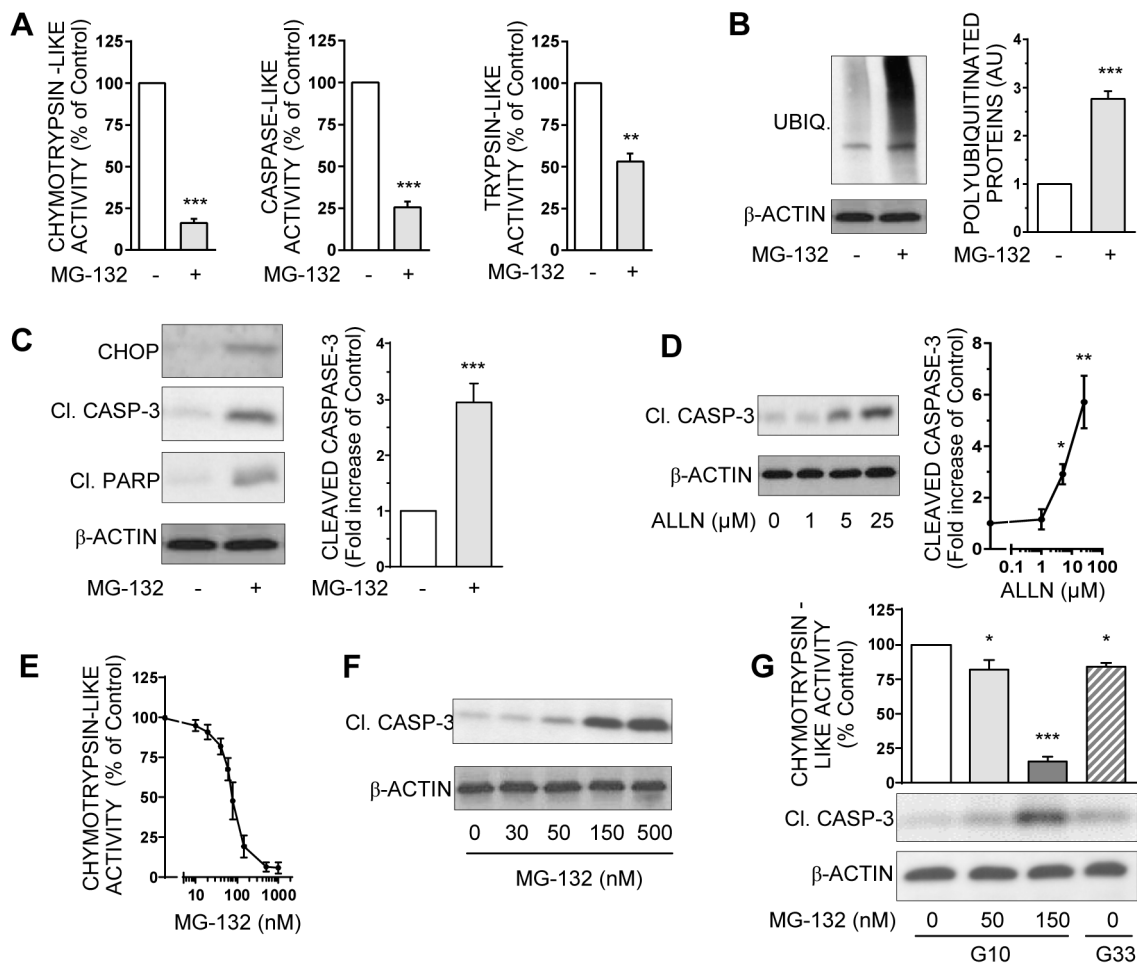 A
CHYMOTRYPSIN -LIKE
ACTIVITY (% of Control)
125
100
75
50
25
0
***
MG-132 - +
CASPASE-LIKE
ACTIVITY (% of Control)
125
100
75
50
25
0
***
- +
TRYPSIN-LIKE
ACTIVITY (% of Control)
125
100
75
50
25
0
**
MG-132 - +
B
UBIQ.
β-ACTIN
MG-132 - +
POLYUBIQUITINATED
PROTEINS (AU)
4
3
2
1
0
***
MG-132 - +
C
CHOP
Cl. CASP-3
Cl. PARP
β-ACTIN
MG-132 - +
CLEAVED CASPASE-3
(Fold increase of Control)
4
3
2
1
0
***
MG-132 - +
D
Cl. CASP-3
β-ACTIN
ALLN (μM) 0 1 5 25
CLEAVED CASPASE-3
(Fold increase of Control)
8
6
4
2
0
*
**
0.1 1 10 100
ALLN (μM)
E
CHYMOTRYPSIN-LIKE
ACTIVITY (% of Control)
125
100
75
50
25
0
10 100 1000
MG-132 (nM)
F
Cl. CASP-3
β-ACTIN
0 30 50 150 500
MG-132 (nM)
G
CHYMOTRYPSIN -
LIKE ACTIVITY
(% Control)
125
100
75
50
25
0
* *** *
Cl. CASP-3
β-ACTIN
MG-132 (nM) 0 50 150 0
G10 G33